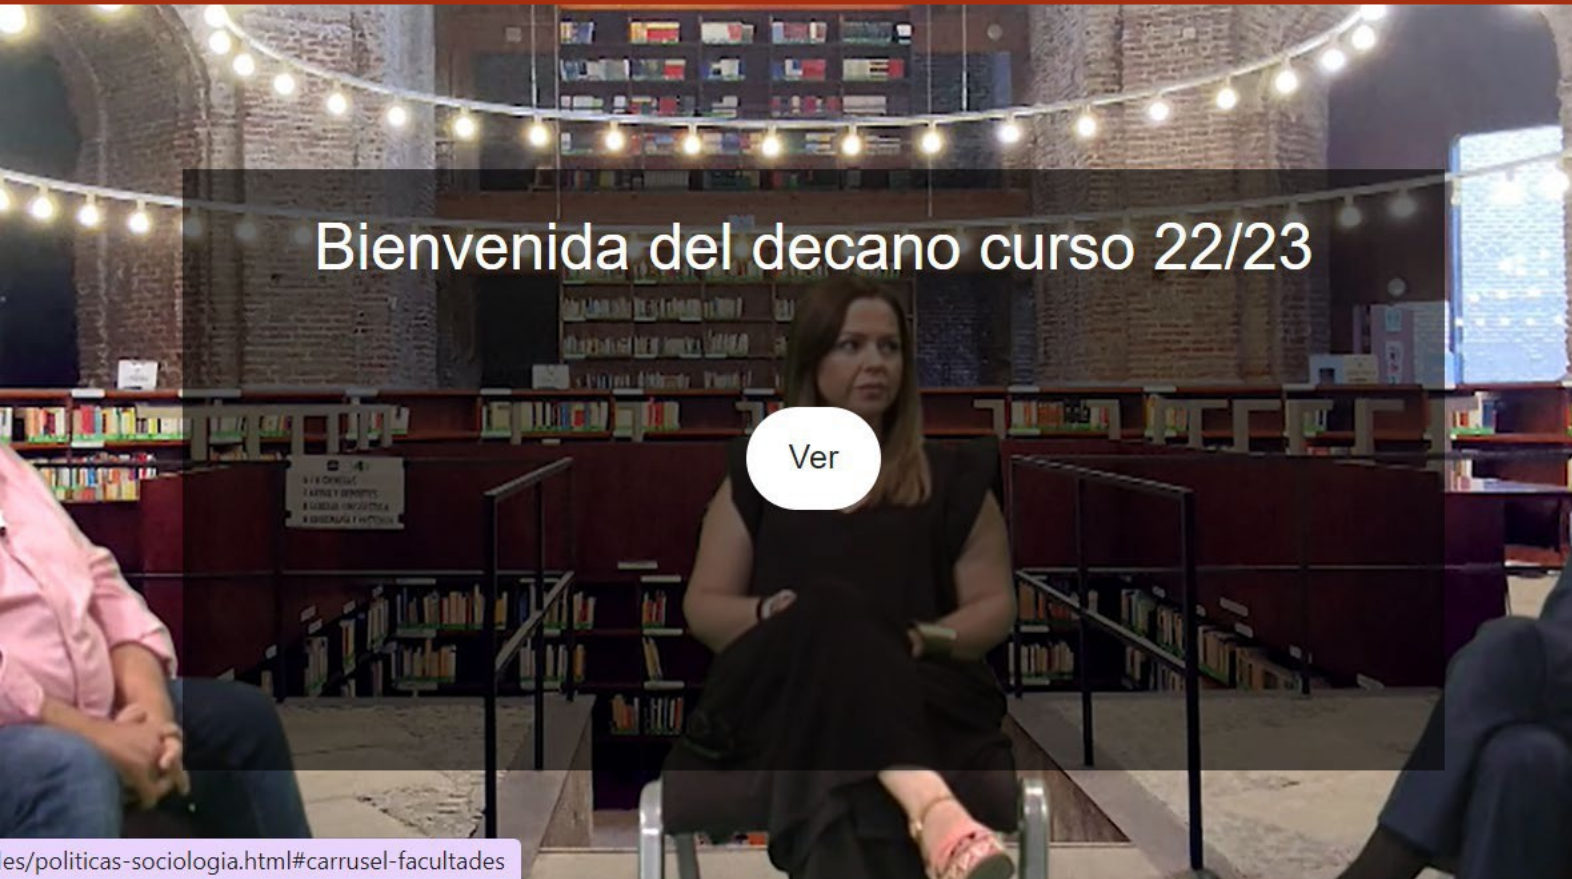 Bienvenida del decano curso 22/23
Ver
les/politicas-sociologia.html#carrusel-facultades